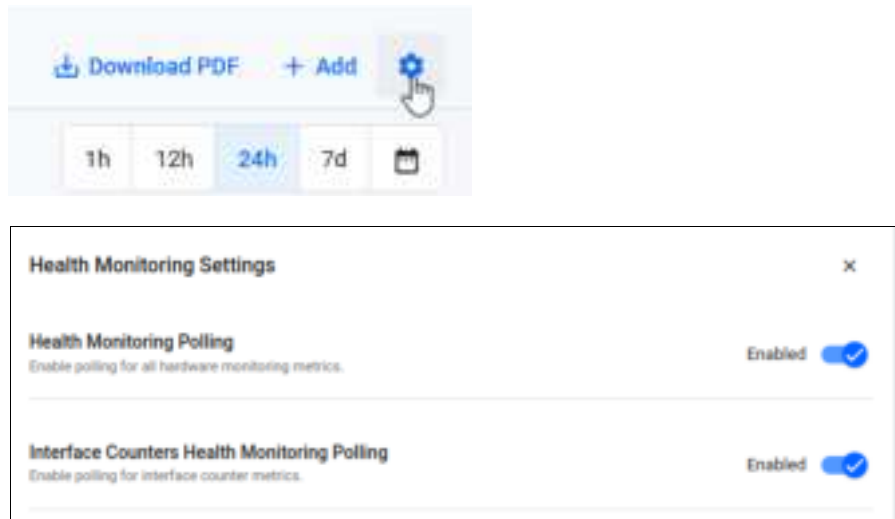 Download PDF + Add
1h 12h 24h 7d
Health Monitoring Settings
Health Monitoring Polling
Enable polling for all hardware monitoring metrics.
Enabled
Interface Counters Health Monitoring Polling
Enable polling for interface counter metrics.
Enabled